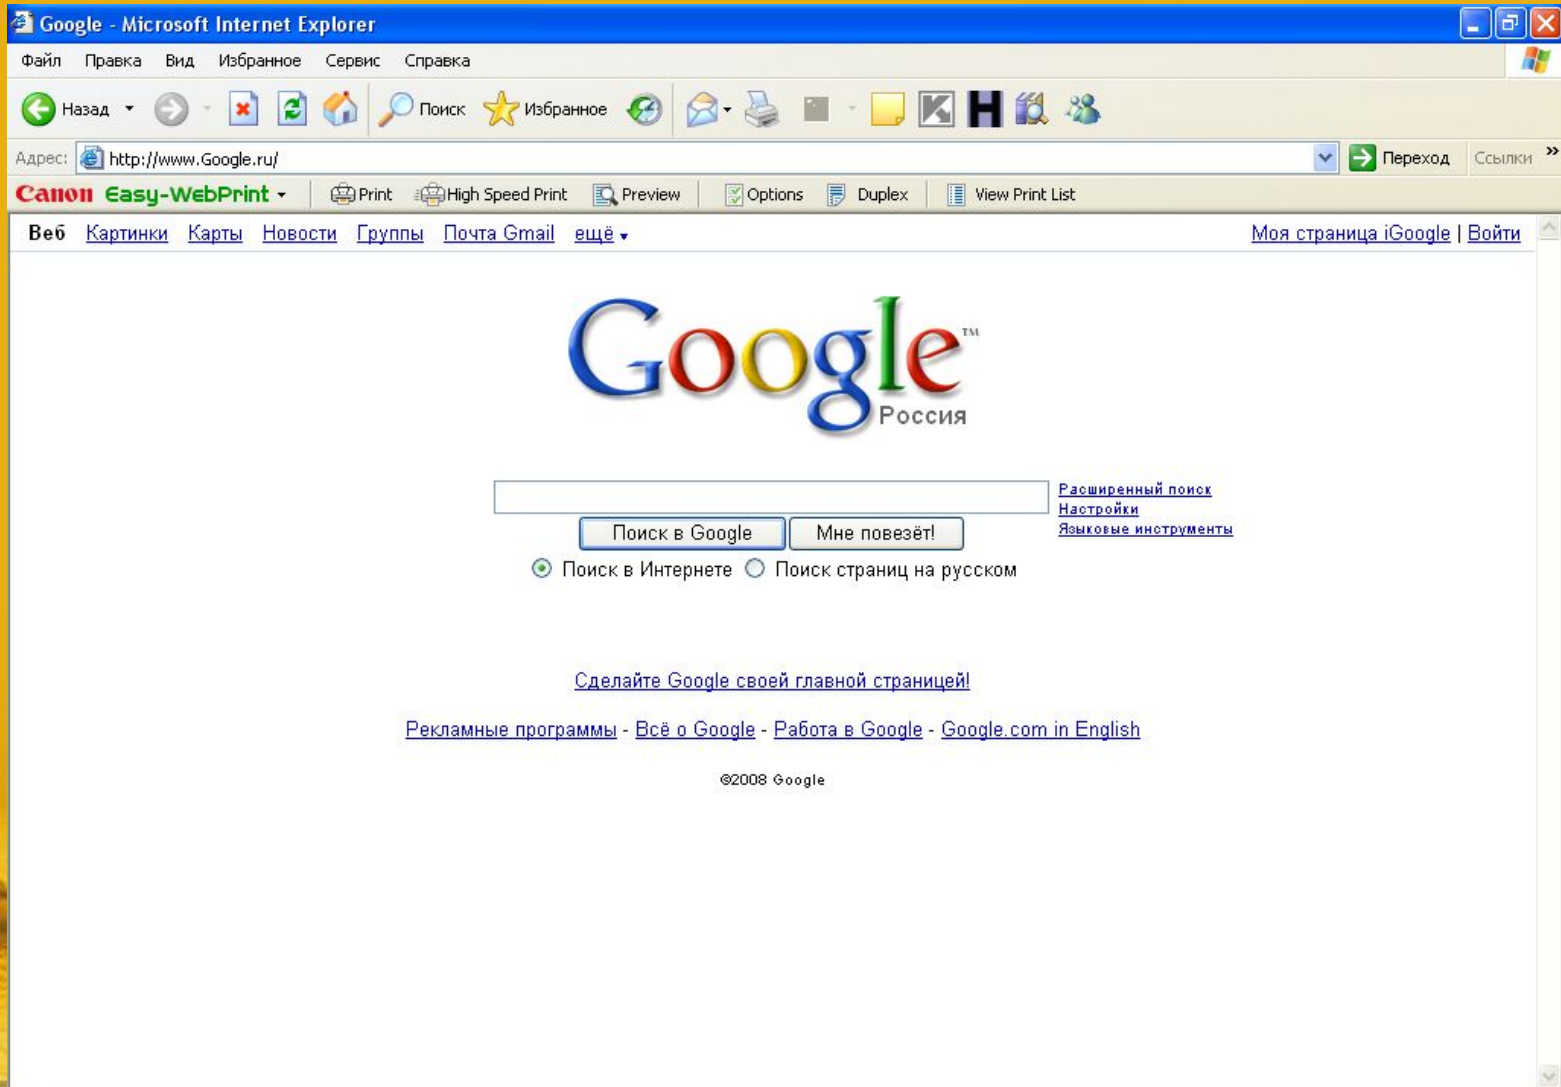 Google - Microsoft Internet Explorer
Файл Правка Вид Избранное Сервис Справка
Назад Поиск Избранное
Адрес: http://www.Google.ru/ Переход Ссылки »
Canon Easy-WebPrint Print High Speed Print Preview Options Duplex View Print List
Веб Картинки Карты Новости Группы Почта Gmail ещё Моя страница iGoogle | Войти
Google™
Россия
Расширенный поиск
Настройки
Языковые инструменты
Поиск в Google Мне повезёт!
Поиск в Интернете Поиск страниц на русском
Сделайте Google своей главной страницей!
Рекламные программы - Всё о Google - Работа в Google - Google.com in English
©2008 Google